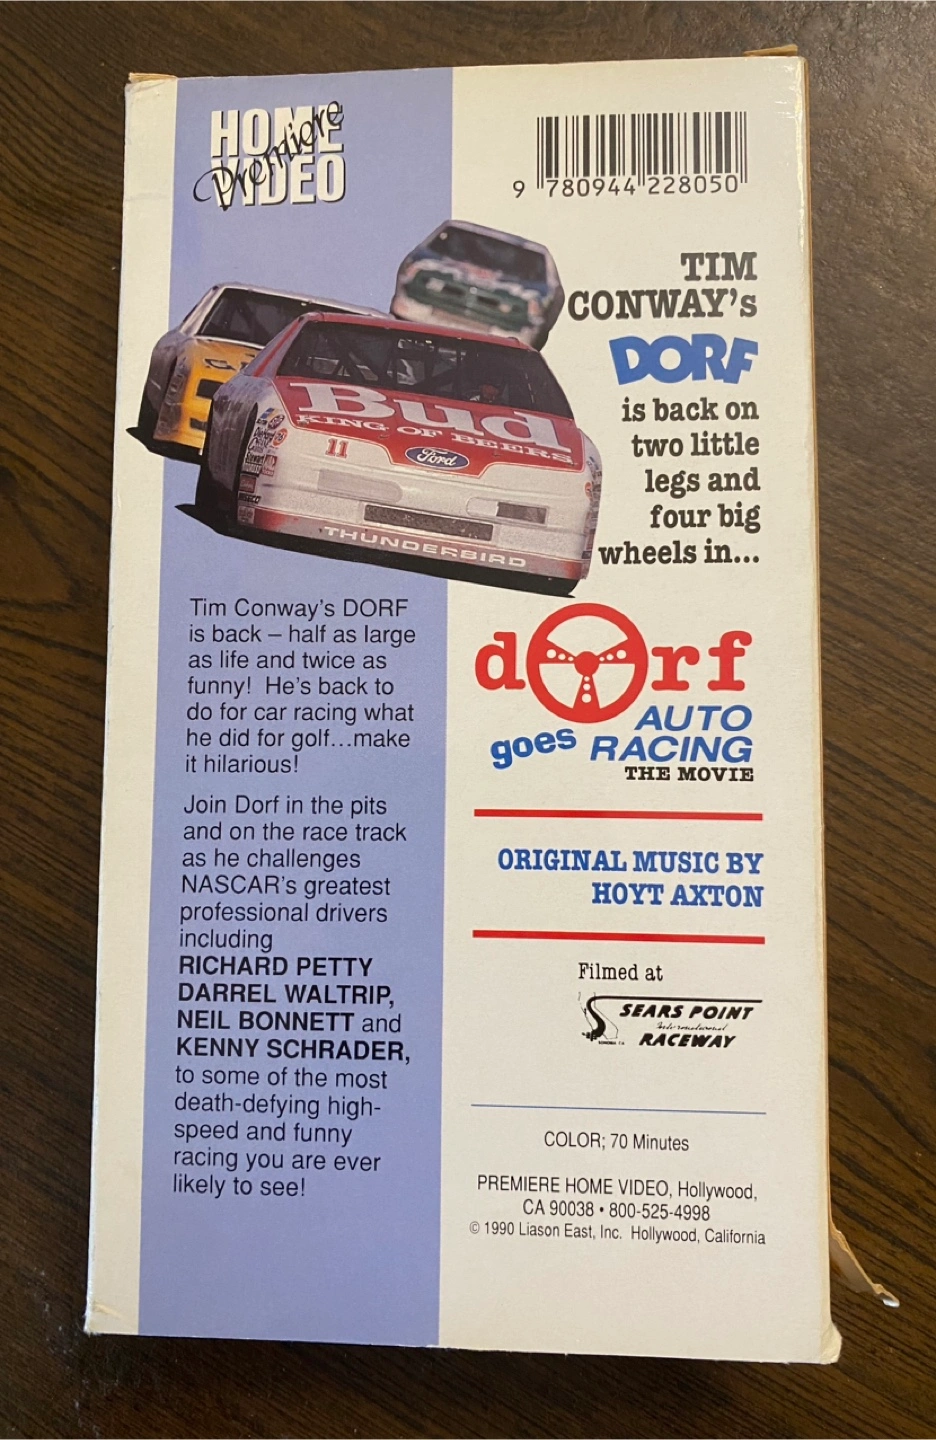 HOME
Premiere
VIDEO
9 780944 228050
TIM
CONWAY's
DORF
is back on
two little
legs and
four big
wheels in...
Bud
KING OF BEERS
11
Ford
THUNDERBIRD
dorf
goes AUTO
RACING
THE MOVIE
Tim Conway's DORF
is back – half as large
as life and twice as
funny! He's back to
do for car racing what
he did for golf...make
it hilarious!
Join Dorf in the pits
and on the race track
as he challenges
NASCAR's greatest
professional drivers
including
RICHARD PETTY
DARREL WALTRIP,
NEIL BONNETT and
KENNY SCHRADER,
to some of the most
death-defying high-
speed and funny
racing you are ever
likely to see!
ORIGINAL MUSIC BY
HOYT AXTON
Filmed at
SEARS POINT
International
RACEWAY
COLOR; 70 Minutes
PREMIERE HOME VIDEO, Hollywood,
CA 90038 • 800-525-4998
© 1990 Liason East, Inc. Hollywood, California